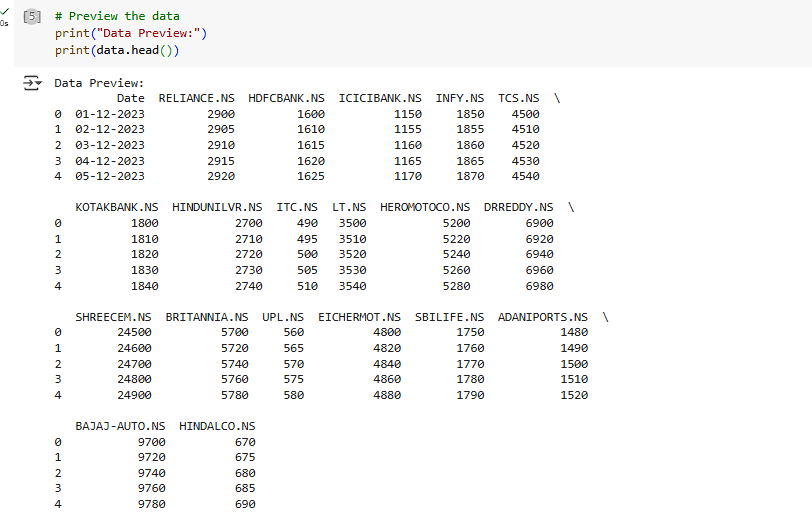 [5] # Preview the data
print("Data Preview:")
print(data.head())
0s
Data Preview:
Date RELIANCE.NS HDFCBANK.NS ICICIBANK.NS INFY.NS TCS.NS \
0 01-12-2023 2900 1600 1150 1850 4500
1 02-12-2023 2905 1610 1155 1855 4510
2 03-12-2023 2910 1615 1160 1860 4520
3 04-12-2023 2915 1620 1165 1865 4530
4 05-12-2023 2920 1625 1170 1870 4540
KOTAKBANK.NS HINDUNILVR.NS ITC.NS LT.NS HEROMOTOCO.NS DRREDDY.NS \
0 1800 2700 490 3500 5200 6900
1 1810 2710 495 3510 5220 6920
2 1820 2720 500 3520 5240 6940
3 1830 2730 505 3530 5260 6960
4 1840 2740 510 3540 5280 6980
SHREECEM.NS BRITANNIA.NS UPL.NS EICHERMOT.NS SBILIFE.NS ADANIPORTS.NS \
0 24500 5700 560 4800 1750 1480
1 24600 5720 565 4820 1760 1490
2 24700 5740 570 4840 1770 1500
3 24800 5760 575 4860 1780 1510
4 24900 5780 580 4880 1790 1520
BAJAJ-AUTO.NS HINDALCO.NS
0 9700 670
1 9720 675
2 9740 680
3 9760 685
4 9780 690